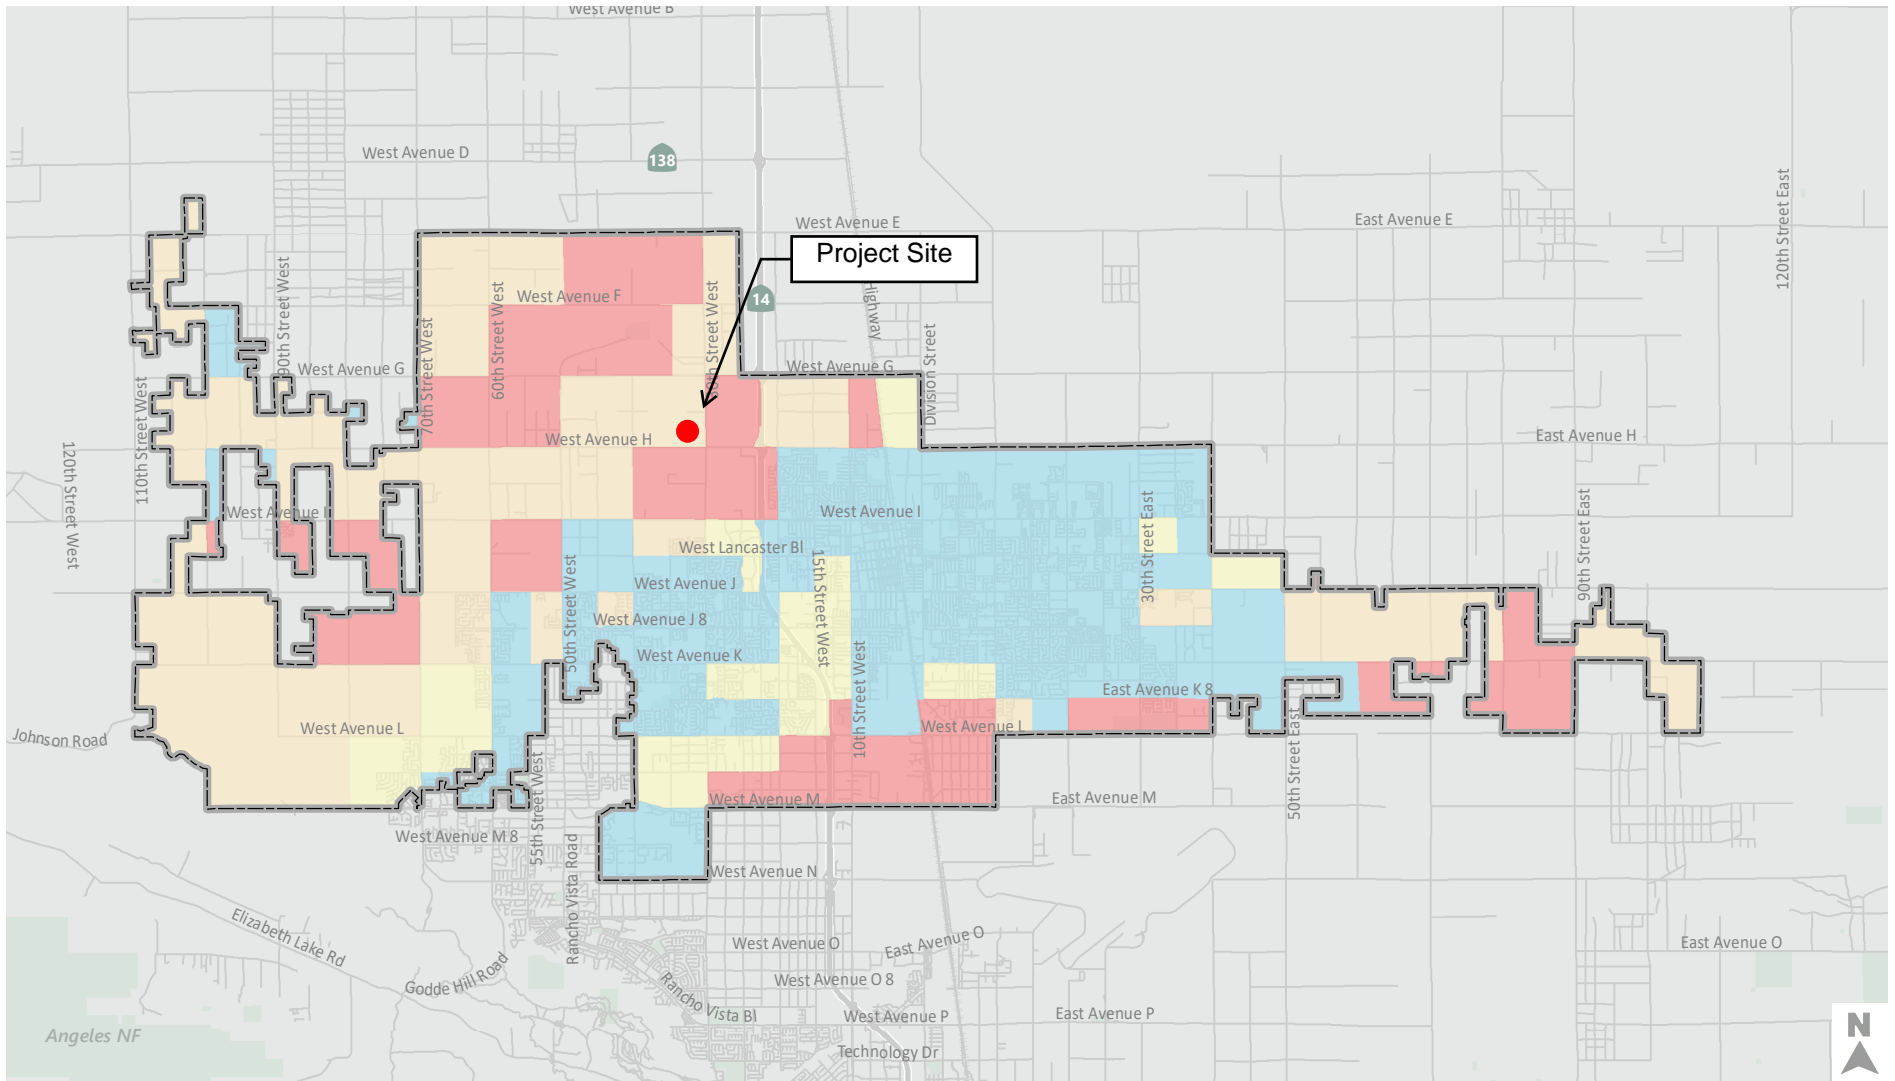 West Avenue B
West Avenue D
138
West Avenue E
East Avenue E
120th Street East
Project Site
90th Street West
60th Street West
West Avenue F
14
Highway
70th Street West
Division Street
West Avenue G
West Avenue G
110th Street West
West Avenue H
East Avenue H
120th Street West
West Avenue I
30th Street East
90th Street East
West Lancaster Bl
15th Street West
50th Street West
West Avenue J
West Avenue J 8
West Avenue K
10th Street West
East Avenue K 8
50th Street East
West Avenue L
West Avenue L
Johnson Road
55th Street West
West Avenue M
East Avenue M
West Avenue M 8
Rancho Vista Road
West Avenue N
Elizabeth Lake Rd
West Avenue O
East Avenue O
East Avenue O
Godde Hill Road
West Avenue O 8
Rancho Vista Bl
West Avenue P
East Avenue P
Angeles NF
Technology Dr
N